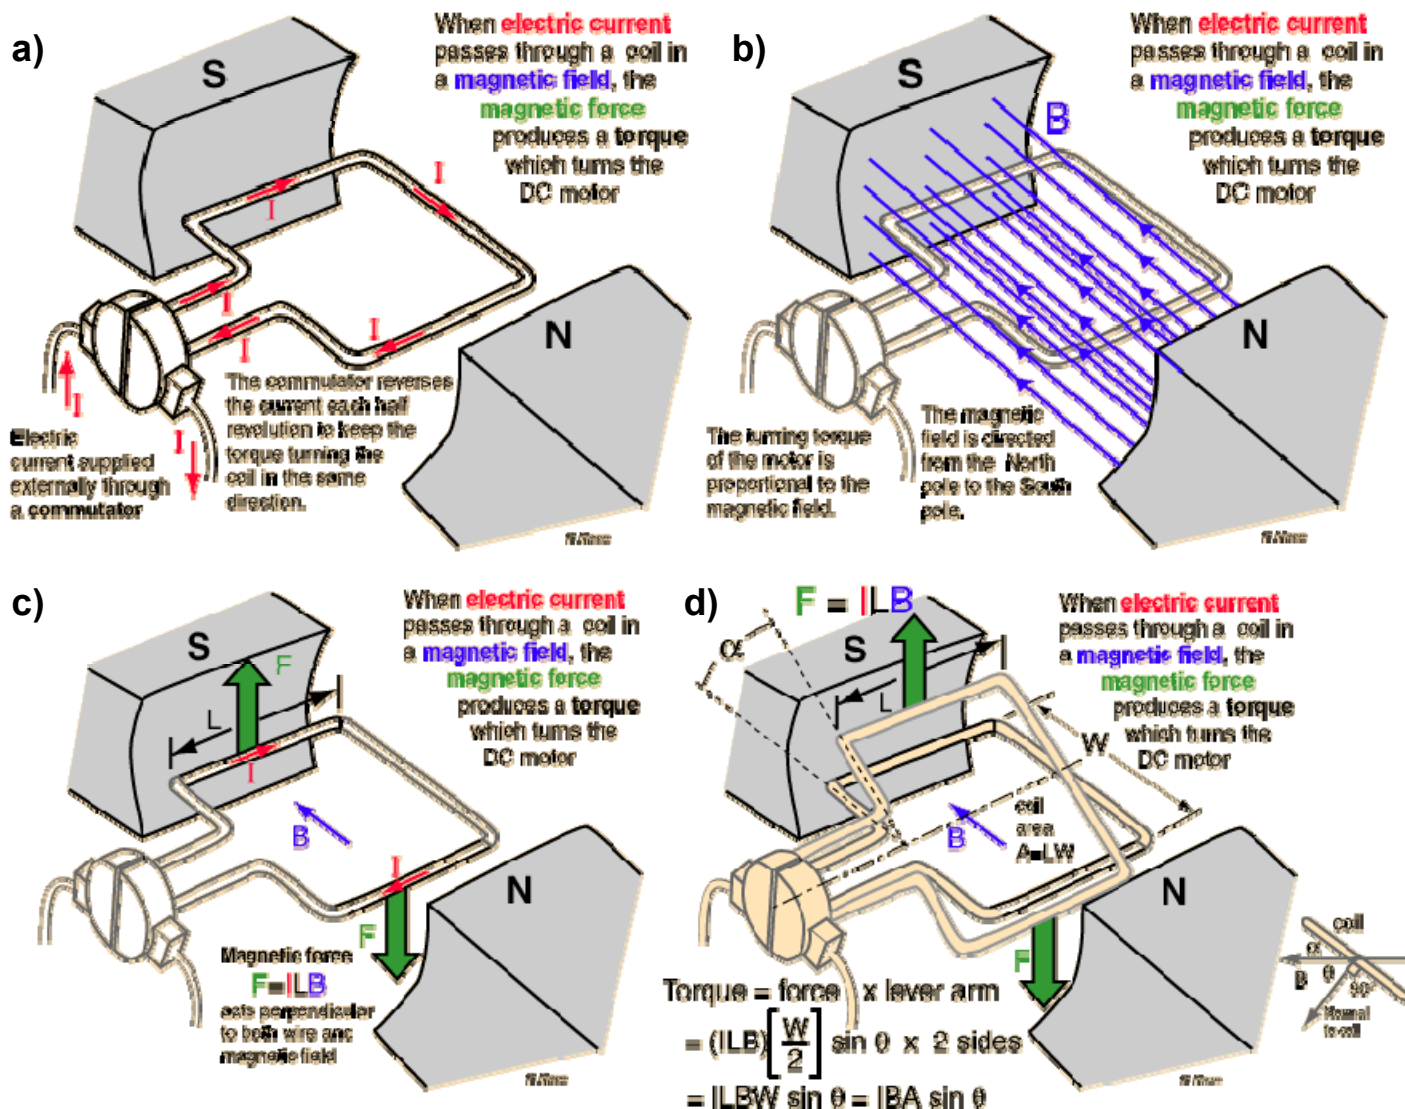 a)
When electric current
passes through a coil in
a magnetic field, the
magnetic force
produces a torque
which turns the
DC motor
S
I
I
I
I
I
N
I
I
Electric
current supplied
externally through
a commutator
The commutator reverses
the current each half
revolution to keep the
torque turning the
coil in the same
direction.
b)
When electric current
passes through a coil in
a magnetic field, the
magnetic force
produces a torque
which turns the
DC motor
S
B
N
The turning torque
of the motor is
proportional to the
magnetic field.
The magnetic
field is directed
from the North
pole to the South
pole.
c)
When electric current
passes through a coil in
a magnetic field, the
magnetic force
produces a torque
which turns the
DC motor
S
F
L
I
B
I
N
F
Magnetic force
F=ILB
acts perpendicular
to both wire and
magnetic field
d)
F = ILB
When electric current
passes through a coil in
a magnetic field, the
magnetic force
produces a torque
which turns the
DC motor
S
α
L
W
B
coil
area
A=LW
N
F
coil
α
B
θ
90°
Normal
to coil
Torque = force x lever arm
= (ILB)[W/2] sin θ x 2 sides
= ILBW sin θ = IBA sin θ